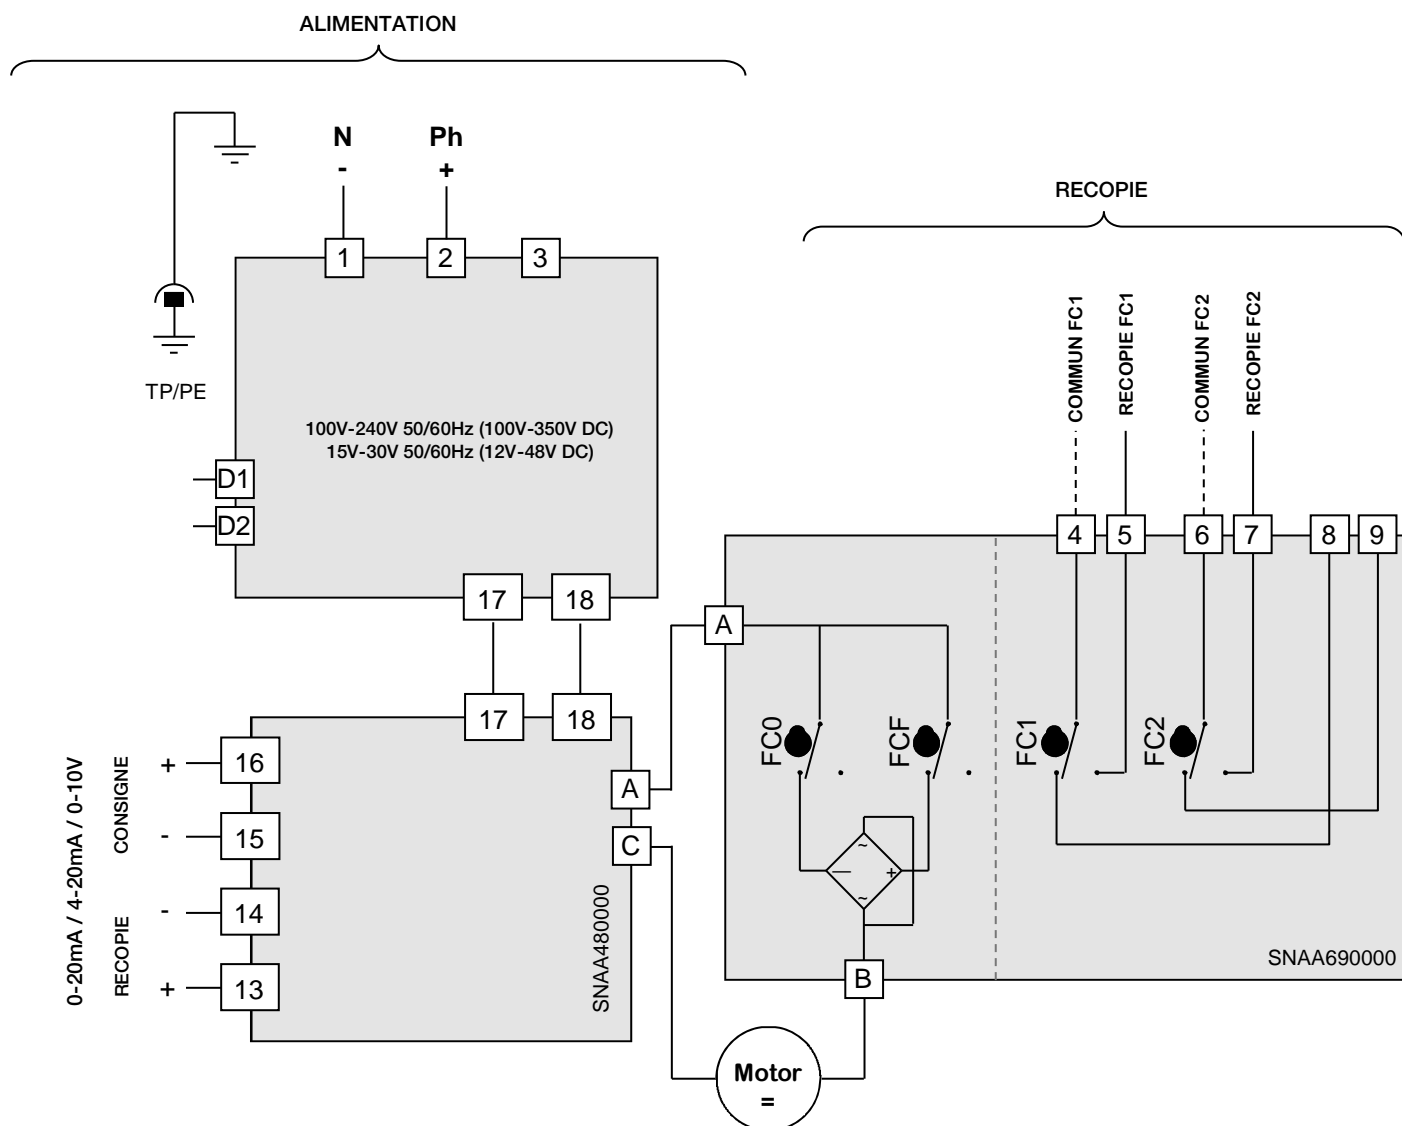 ALIMENTATION
N
Ph
-
+
RECOPIE
1
2
3
COMMUN FC1
RECOPIE FC1
COMMUN FC2
RECOPIE FC2
TP/PE
100V-240V 50/60Hz (100V-350V DC)
15V-30V 50/60Hz (12V-48V DC)
D1
D2
4
5
6
7
8
9
17
18
A
17
18
FC0
FCF
FC1
FC2
0-20mA / 4-20mA / 0-10V
CONSIGNE
RECOPIE
+
16
-
15
-
14
+
13
A
C
SNAA480000
~
—
+
~
SNAA690000
B
Motor
=